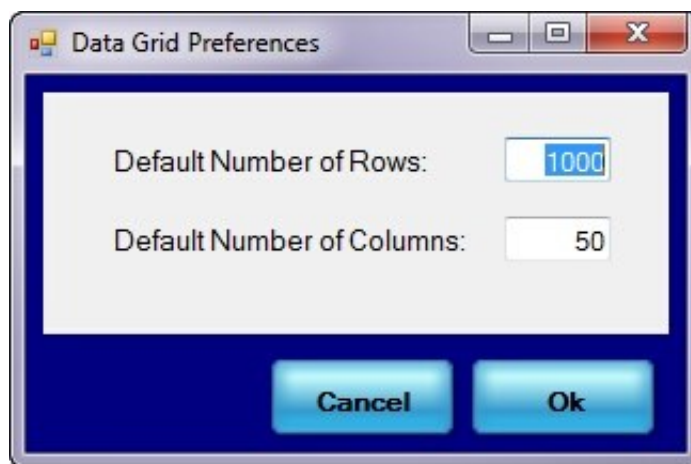 Data Grid Preferences
Default Number of Rows: 1000
Default Number of Columns: 50
Cancel Ok